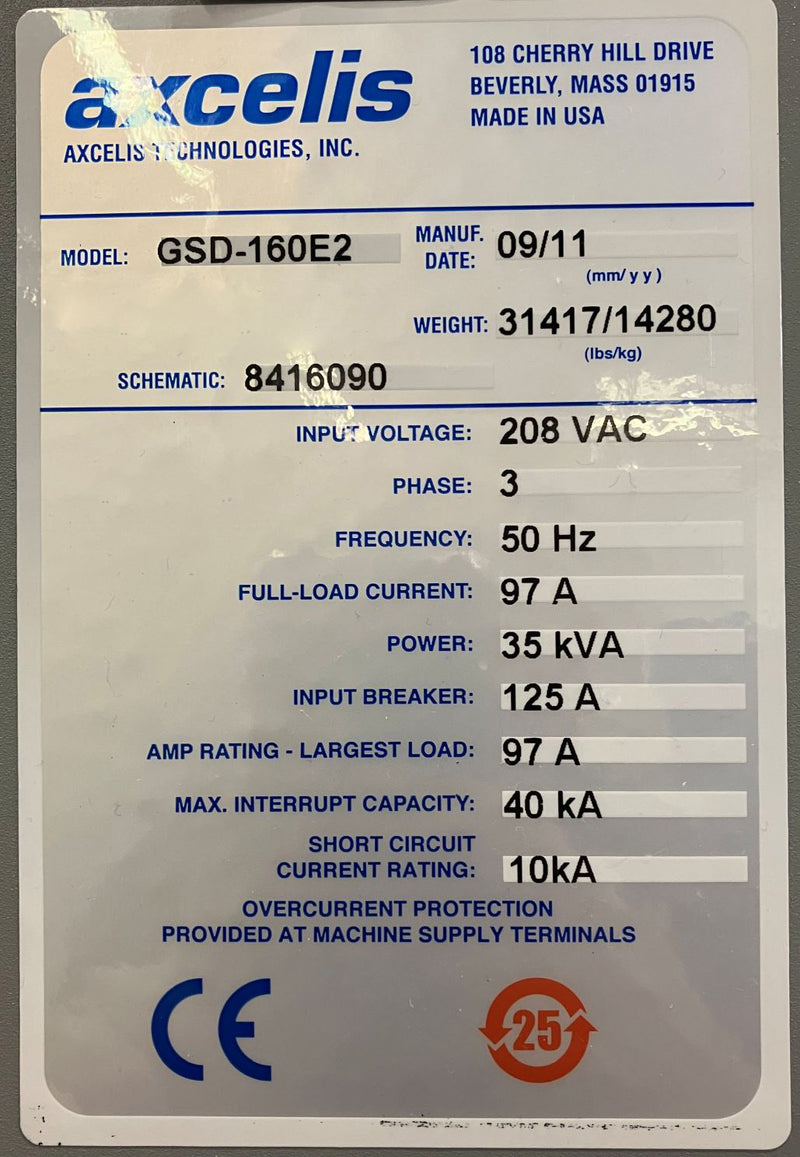 axcelis
AXCELIS TECHNOLOGIES, INC.
108 CHERRY HILL DRIVE
BEVERLY, MASS 01915
MADE IN USA
MODEL: GSD-160E2
MANUF. DATE: 09/11
(mm/ y y )
WEIGHT: 31417/14280
(lbs/kg)
SCHEMATIC: 8416090
INPUT VOLTAGE: 208 VAC
PHASE: 3
FREQUENCY: 50 Hz
FULL-LOAD CURRENT: 97 A
POWER: 35 kVA
INPUT BREAKER: 125 A
AMP RATING - LARGEST LOAD: 97 A
MAX. INTERRUPT CAPACITY: 40 kA
SHORT CIRCUIT
CURRENT RATING: 10kA
OVERCURRENT PROTECTION
PROVIDED AT MACHINE SUPPLY TERMINALS
CE
25